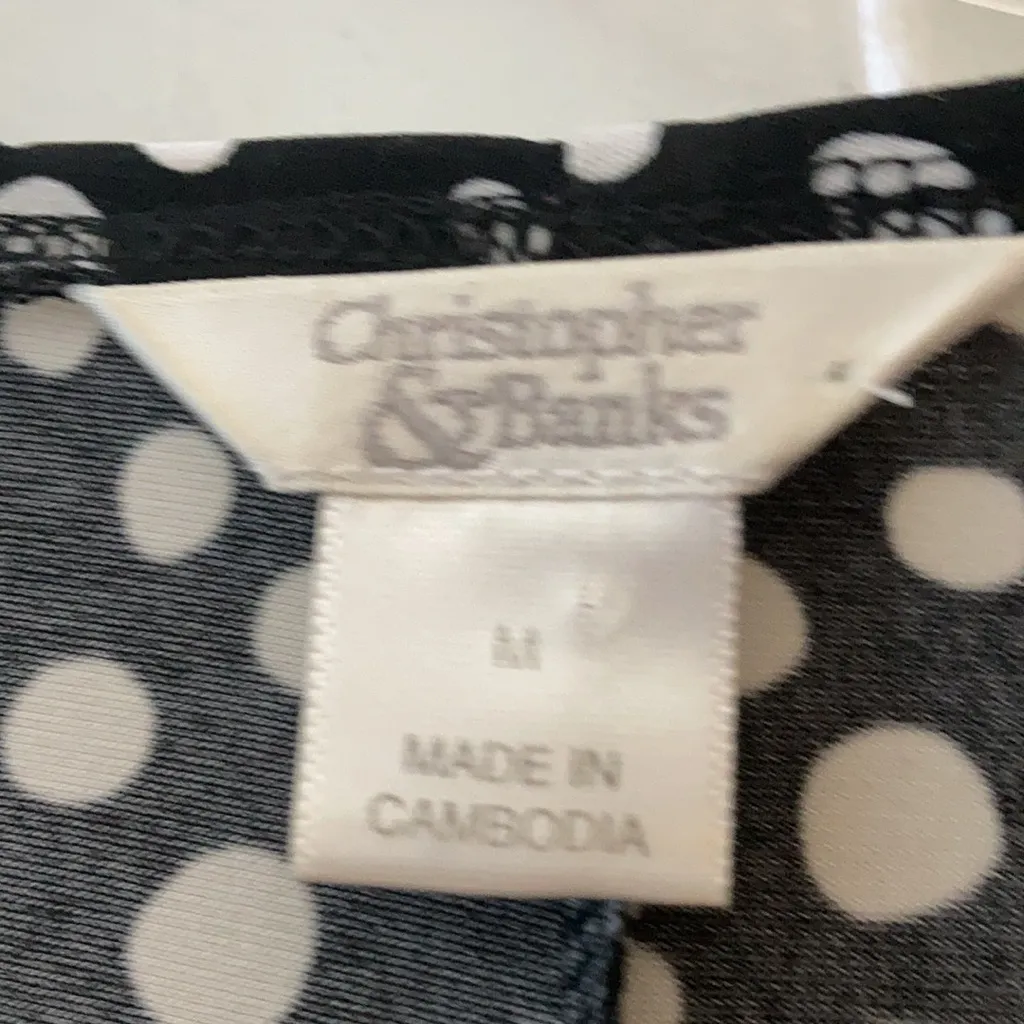 Christopher
& Banks
M
MADE IN
CAMBODIA